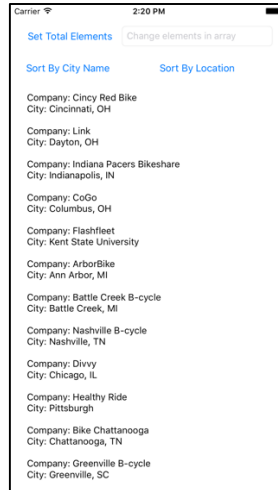 Carrier 2:20 PM
Set Total Elements Change elements in array
Sort By City Name Sort By Location
Company: Cincy Red Bike
City: Cincinnati, OH
Company: Link
City: Dayton, OH
Company: Indiana Pacers Bikeshare
City: Indianapolis, IN
Company: CoGo
City: Columbus, OH
Company: Flashfleet
City: Kent State University
Company: ArborBike
City: Ann Arbor, MI
Company: Battle Creek B-cycle
City: Battle Creek, MI
Company: Nashville B-cycle
City: Nashville, TN
Company: Divvy
City: Chicago, IL
Company: Healthy Ride
City: Pittsburgh
Company: Bike Chattanooga
City: Chattanooga, TN
Company: Greenville B-cycle
City: Greenville, SC